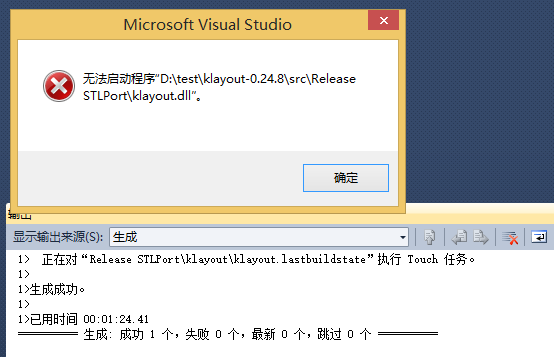 Microsoft Visual Studio
无法启动程序“D:\test\klayout-0.24.8\src\Release
STLPort\klayout.dll”。
确定
输出
显示输出来源(S): 生成
1>  正在对“Release STLPort\klayout\klayout.lastbuildstate”执行 Touch 任务。
1>
1>生成成功。
1>
1>已用时间 00:01:24.41
========== 生成: 成功 1 个，失败 0 个，最新 0 个，跳过 0 个 ==========